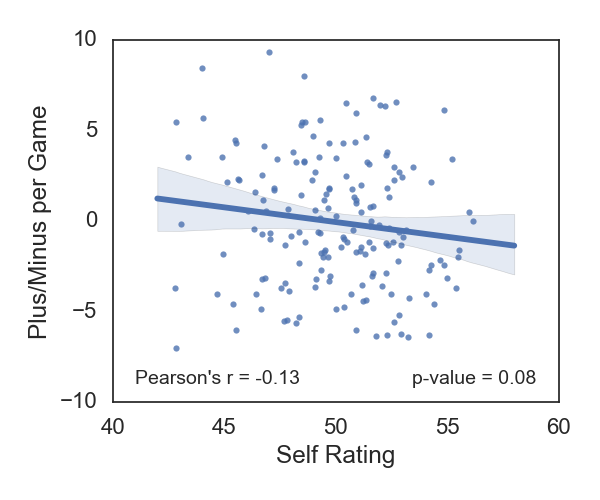 10
5
0
−5
−10
Plus/Minus per Game
Pearson's r = -0.13
p-value = 0.08
40 45 50 55 60
Self Rating